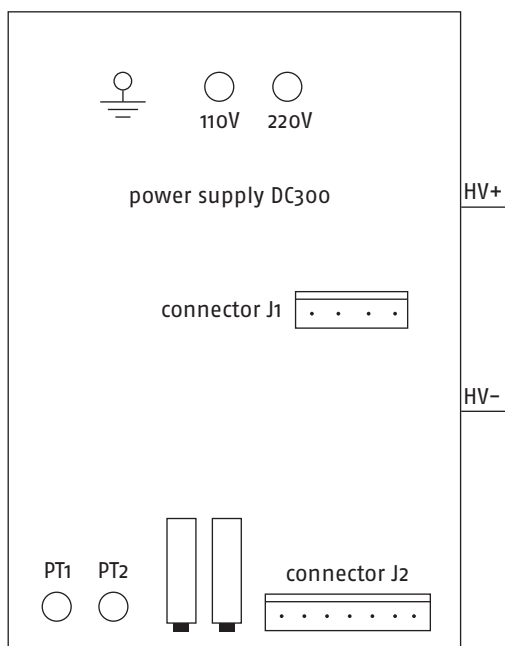 110V 220V
power supply DC300
HV+
connector J1
HV–
PT1 PT2
connector J2